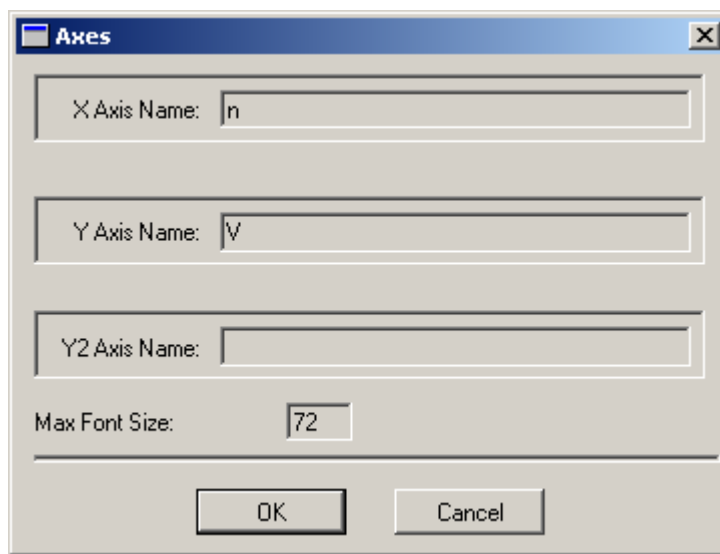 Axes
X Axis Name: n
Y Axis Name: V
Y2 Axis Name:
Max Font Size: 72
OK Cancel